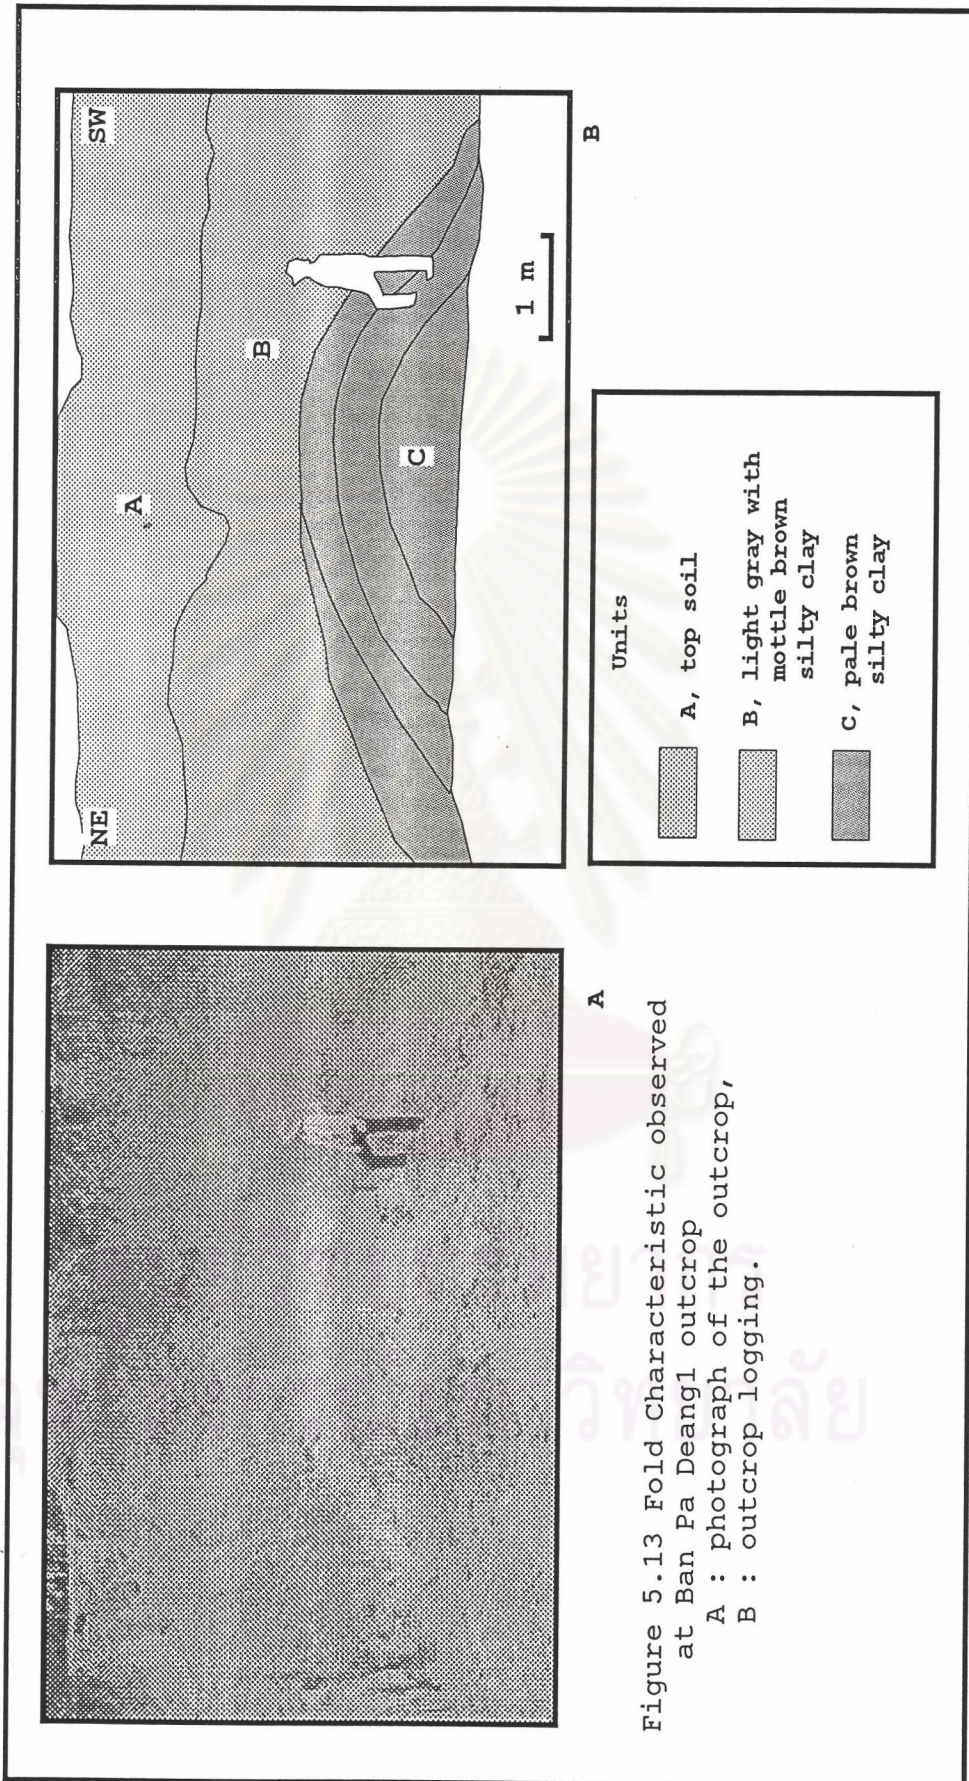 NE
SW
A
B
C
1 m
A
B
Units
A, top soil
B, light gray with
mottle brown
silty clay
C, pale brown
silty clay
Figure 5.13 Fold Characteristic observed
at Ban Pa Deang1 outcrop
A : photograph of the outcrop,
B : outcrop logging.